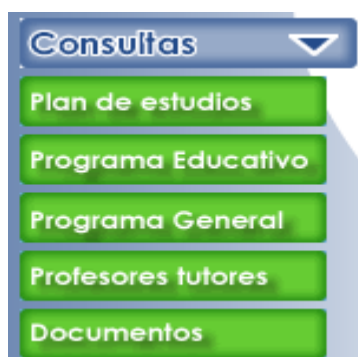 Consultas
Plan de estudios
Programa Educativo
Programa General
Profesores tutores
Documentos